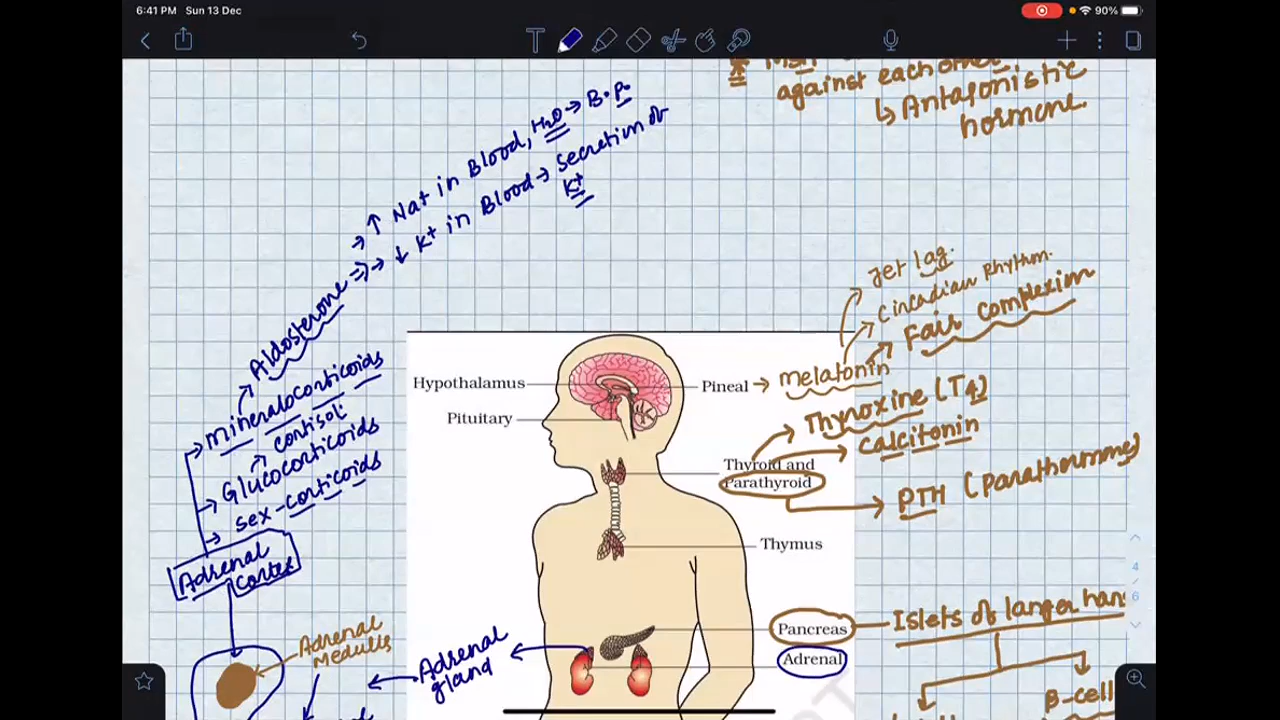 6:41 PM Sun 13 Dec
90%
against each other
↳ Antagonistic
hormone.
→ ↑ Na+ in Blood, H₂O → B.P.
→ ↓ K+ in Blood → Secretion of
K+
Aldosterone
mineralocorticoids
cortisol
Glucocorticoids
sex-corticoids
Adrenal
cortex
Adrenal
Medulla
Adrenal
gland
Hypothalamus
Pituitary
Pineal → melatonin
Jet lag.
Circadian Rhythm.
Fair complexion
Thyroxine (T4)
Calcitonin
Thyroid and
Parathyroid
PTH (Parathormone)
Thymus
Pancreas
Adrenal
Islets of langerhans
β-cell
4
/
6